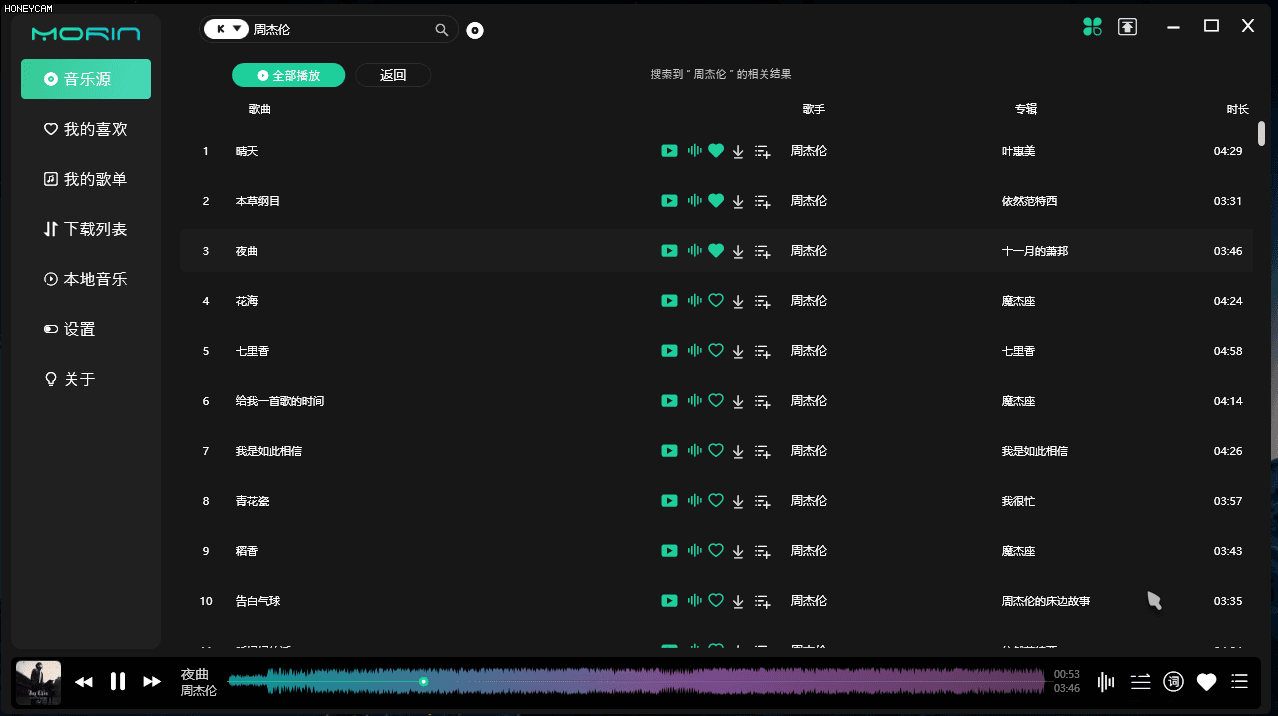 HONEYCAM
MORIN
K 周杰伦
音乐源
我的喜欢
我的歌单
下载列表
本地音乐
设置
关于
全部播放 返回 搜索到 " 周杰伦 " 的相关结果
歌曲 歌手 专辑 时长
1 晴天 周杰伦 叶惠美 04:29
2 本草纲目 周杰伦 依然范特西 03:31
3 夜曲 周杰伦 十一月的萧邦 03:46
4 花海 周杰伦 魔杰座 04:24
5 七里香 周杰伦 七里香 04:58
6 给我一首歌的时间 周杰伦 魔杰座 04:14
7 我是如此相信 周杰伦 我是如此相信 04:26
8 青花瓷 周杰伦 我很忙 03:57
9 稻香 周杰伦 魔杰座 03:43
10 告白气球 周杰伦 周杰伦的床边故事 03:35
夜曲
周杰伦
00:53
03:46
词